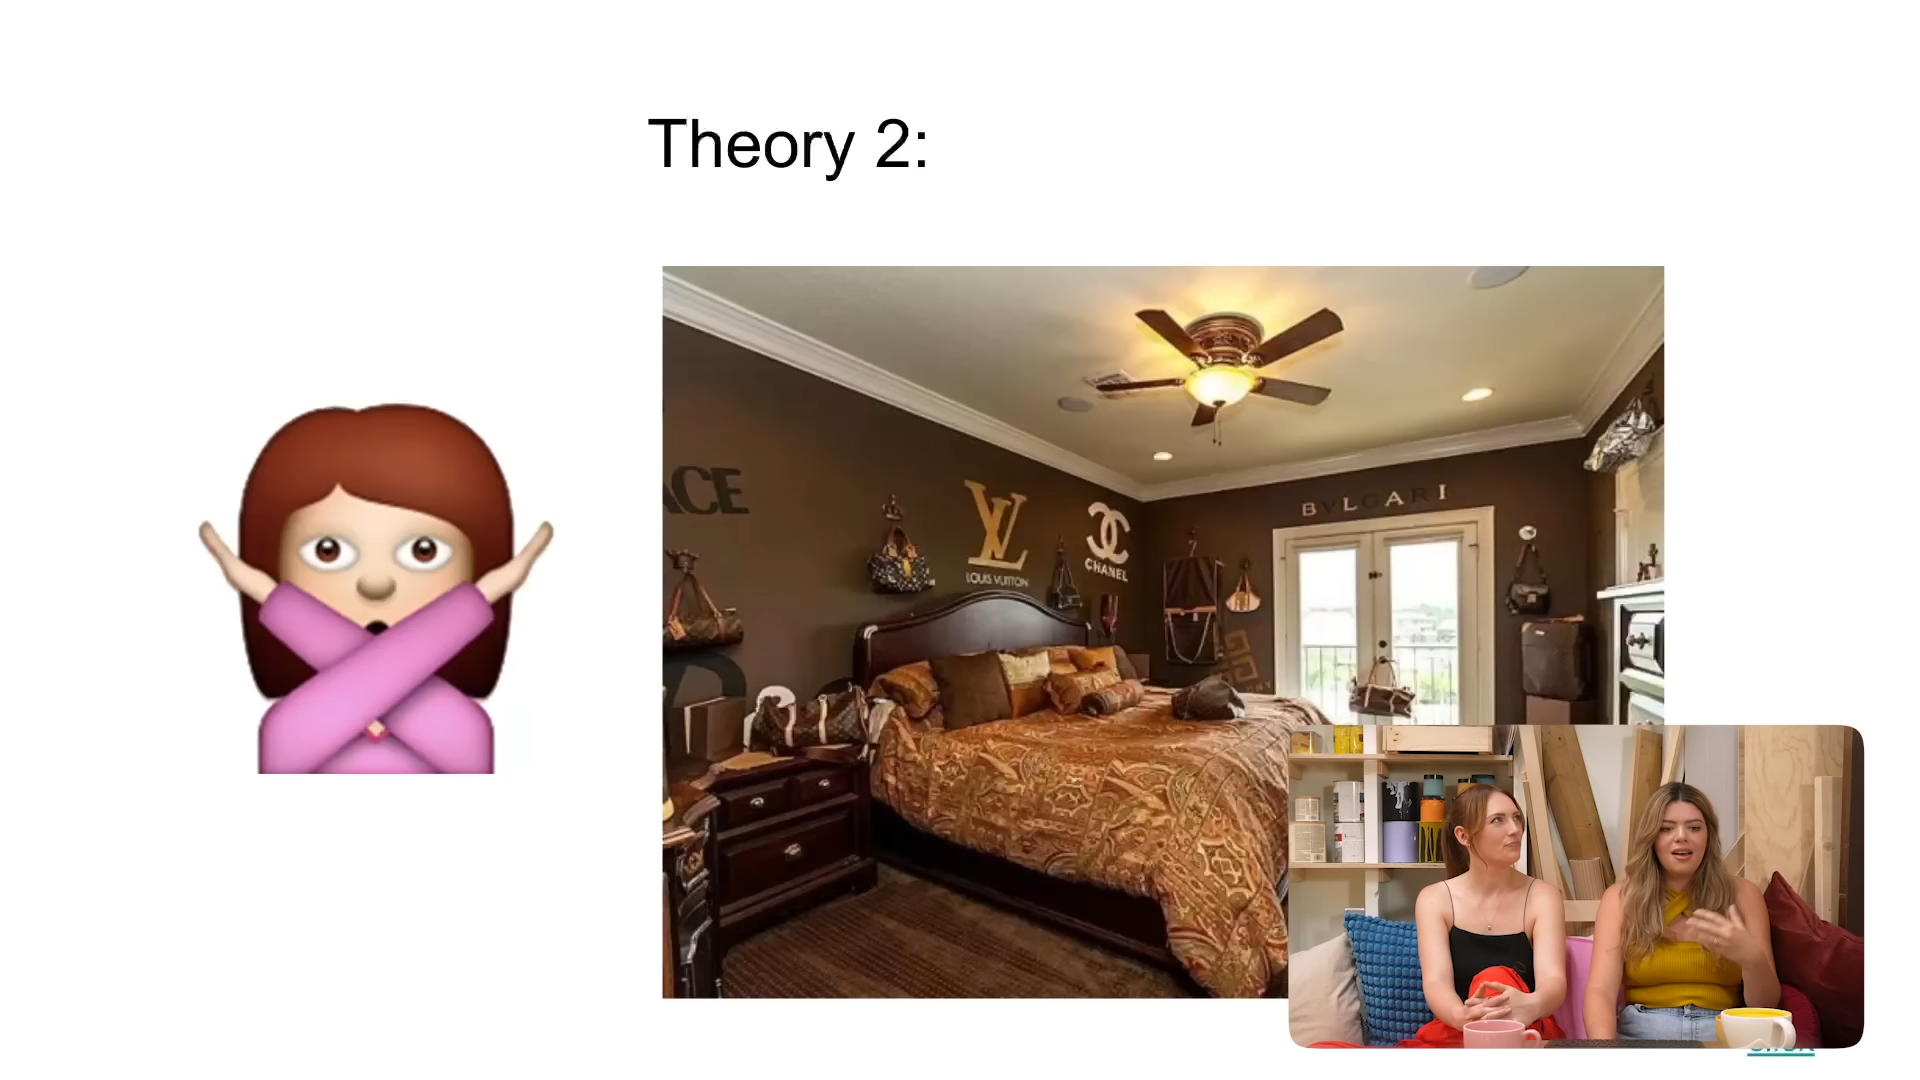 Theory 2:
ACE
LOUIS VUITTON
CHANEL
BVLGARI